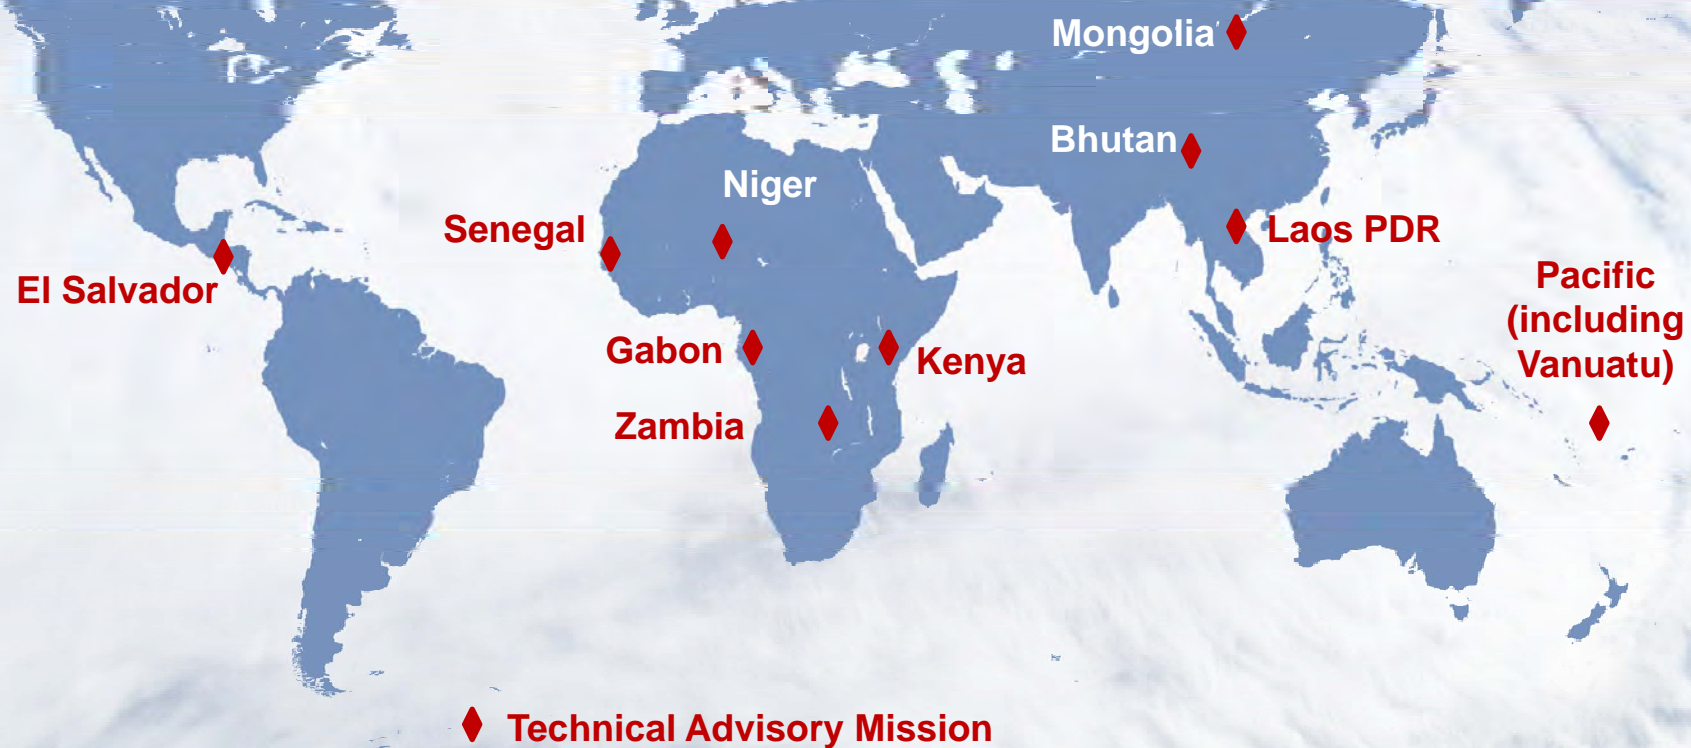 Mongolia
Bhutan
Niger
Senegal
Laos PDR
El Salvador
Pacific
(including
Vanuatu)
Gabon
Kenya
Zambia
Technical Advisory Mission